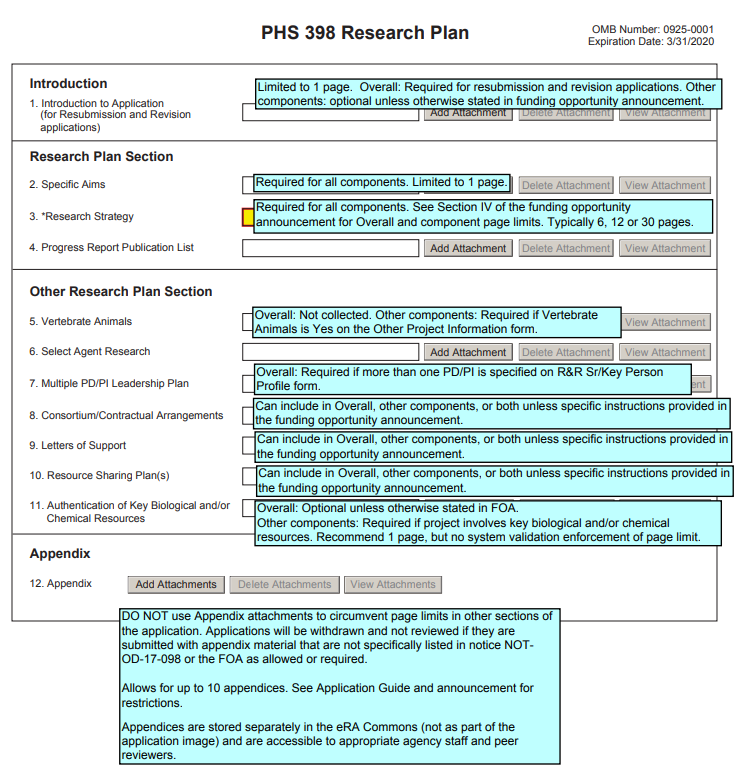 PHS 398 Research Plan
OMB Number: 0925-0001
Expiration Date: 3/31/2020
Introduction
Limited to 1 page. Overall: Required for resubmission and revision applications. Other
components: optional unless otherwise stated in funding opportunity announcement.
1. Introduction to Application
(for Resubmission and Revision
applications)
Add Attachment Delete Attachment View Attachment
Research Plan Section
2. Specific Aims
Required for all components. Limited to 1 page.
Delete Attachment View Attachment
3. *Research Strategy
Required for all components. See Section IV of the funding opportunity
announcement for Overall and component page limits. Typically 6, 12 or 30 pages.
4. Progress Report Publication List
Add Attachment Delete Attachment View Attachment
Other Research Plan Section
5. Vertebrate Animals
Overall: Not collected. Other components: Required if Vertebrate
Animals is Yes on the Other Project Information form.
View Attachment
6. Select Agent Research
Add Attachment Delete Attachment View Attachment
7. Multiple PD/PI Leadership Plan
Overall: Required if more than one PD/PI is specified on R&R Sr/Key Person
Profile form.
ent
8. Consortium/Contractual Arrangements
Can include in Overall, other components, or both unless specific instructions provided in
the funding opportunity announcement.
9. Letters of Support
Can include in Overall, other components, or both unless specific instructions provided in
the funding opportunity announcement.
10. Resource Sharing Plan(s)
Can include in Overall, other components, or both unless specific instructions provided in
the funding opportunity announcement.
11. Authentication of Key Biological and/or
Chemical Resources
Overall: Optional unless otherwise stated in FOA.
Other components: Required if project involves key biological and/or chemical
resources. Recommend 1 page, but no system validation enforcement of page limit.
Appendix
12. Appendix
Add Attachments Delete Attachments View Attachments
DO NOT use Appendix attachments to circumvent page limits in other sections of
the application. Applications will be withdrawn and not reviewed if they are
submitted with appendix material that are not specifically listed in notice NOT-
OD-17-098 or the FOA as allowed or required.
Allows for up to 10 appendices. See Application Guide and announcement for
restrictions.
Appendices are stored separately in the eRA Commons (not as part of the
application image) and are accessible to appropriate agency staff and peer
reviewers.